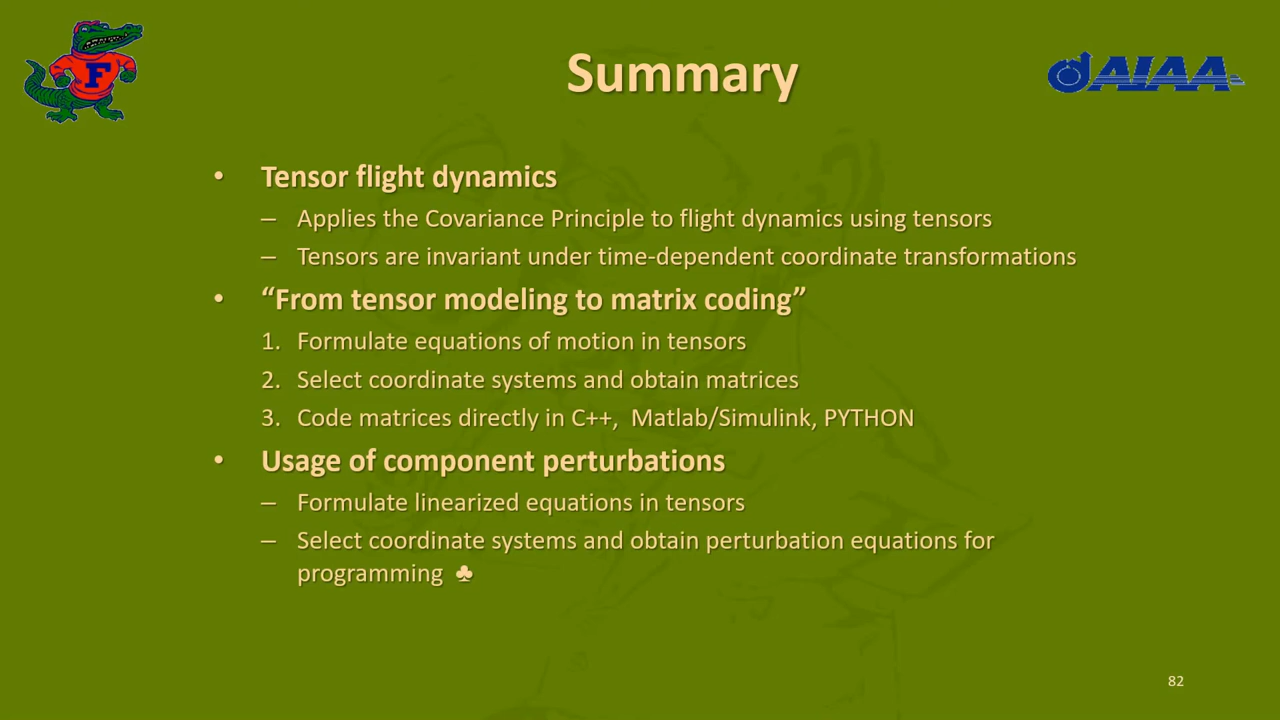 Summary
F
AIAA
• Tensor flight dynamics
– Applies the Covariance Principle to flight dynamics using tensors
– Tensors are invariant under time-dependent coordinate transformations
• “From tensor modeling to matrix coding”
1. Formulate equations of motion in tensors
2. Select coordinate systems and obtain matrices
3. Code matrices directly in C++,  Matlab/Simulink, PYTHON
• Usage of component perturbations
– Formulate linearized equations in tensors
– Select coordinate systems and obtain perturbation equations for
programming ♣
82